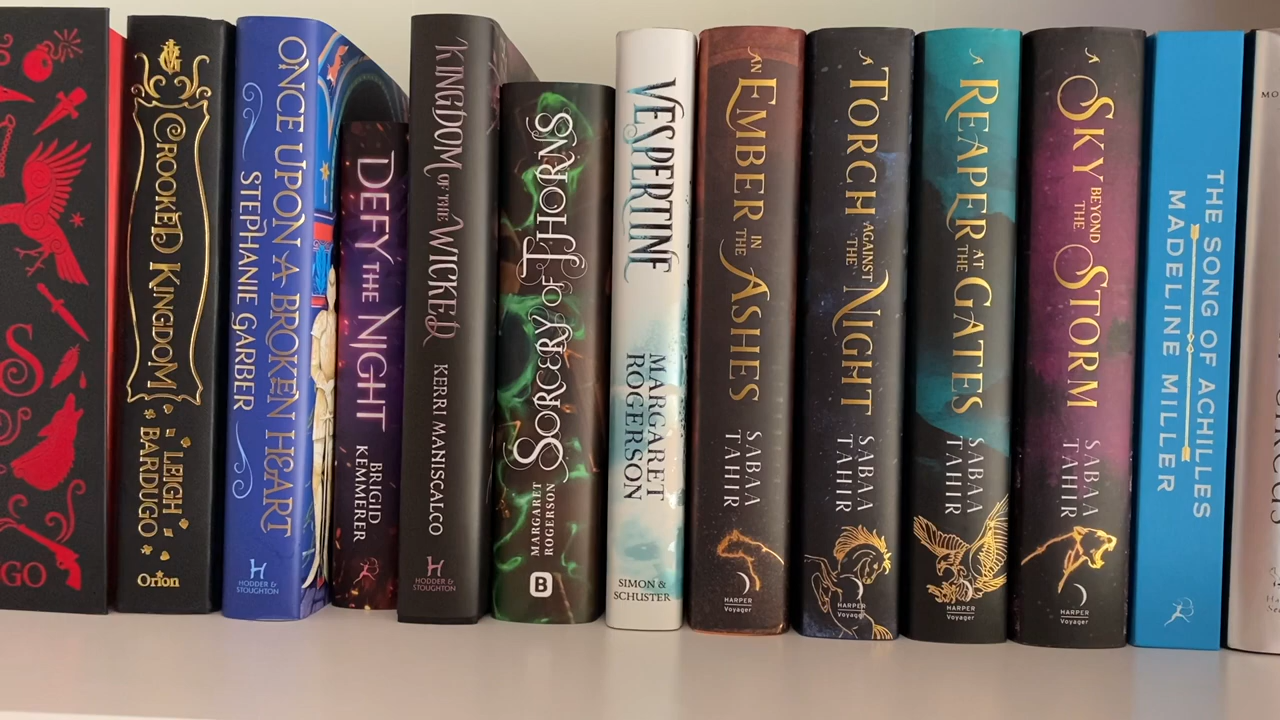 S
GO
CROOKED KINGDOM
LEIGH
BARDUGO
Orion
ONCE UPON A BROKEN HEART
STEPHANIE GARBER
H
HODDER &
STOUGHTON
DEFY THE NIGHT
BRIGID
KEMMERER
KINGDOM OF THE WICKED
KERRI MANISCALCO
H
HODDER &
STOUGHTON
SORCERY OF THORNS
MARGARET
ROGERSON
B
VESPERTINE
MARGARET
ROGERSON
SIMON &
SCHUSTER
AN EMBER IN THE ASHES
SABAA
TAHIR
HARPER
Voyager
A TORCH AGAINST THE NIGHT
SABAA
TAHIR
HARPER
Voyager
A REAPER AT THE GATES
SABAA
TAHIR
HARPER
Voyager
A SKY BEYOND THE STORM
SABAA
TAHIR
HARPER
Voyager
THE SONG OF ACHILLES
MADELINE MILLER
MO